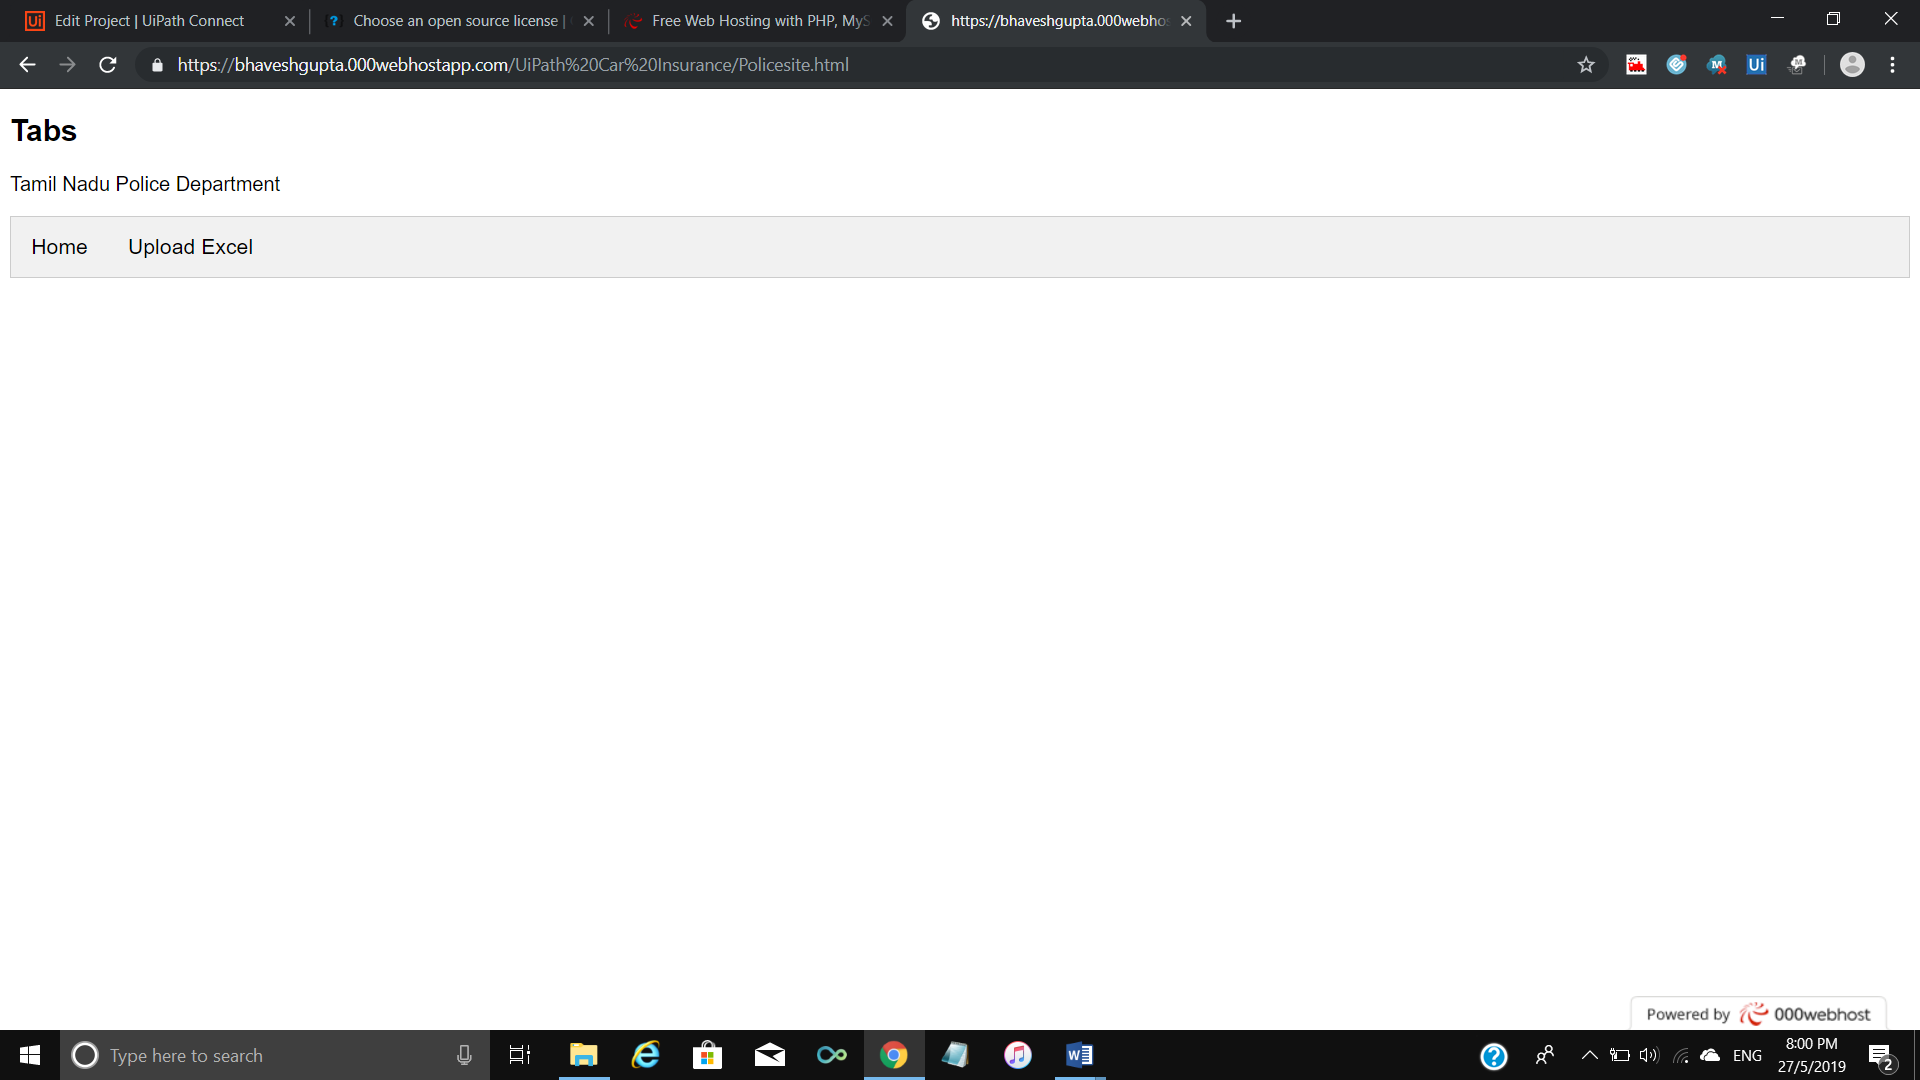 Edit Project | UiPath Connect
Choose an open source license |
Free Web Hosting with PHP, MyS
https://bhaveshgupta.000webhos
https://bhaveshgupta.000webhostapp.com/UiPath%20Car%20Insurance/Policesite.html
Tabs
Tamil Nadu Police Department
Home Upload Excel
Powered by 000webhost
Type here to search
ENG
8:00 PM
27/5/2019
2